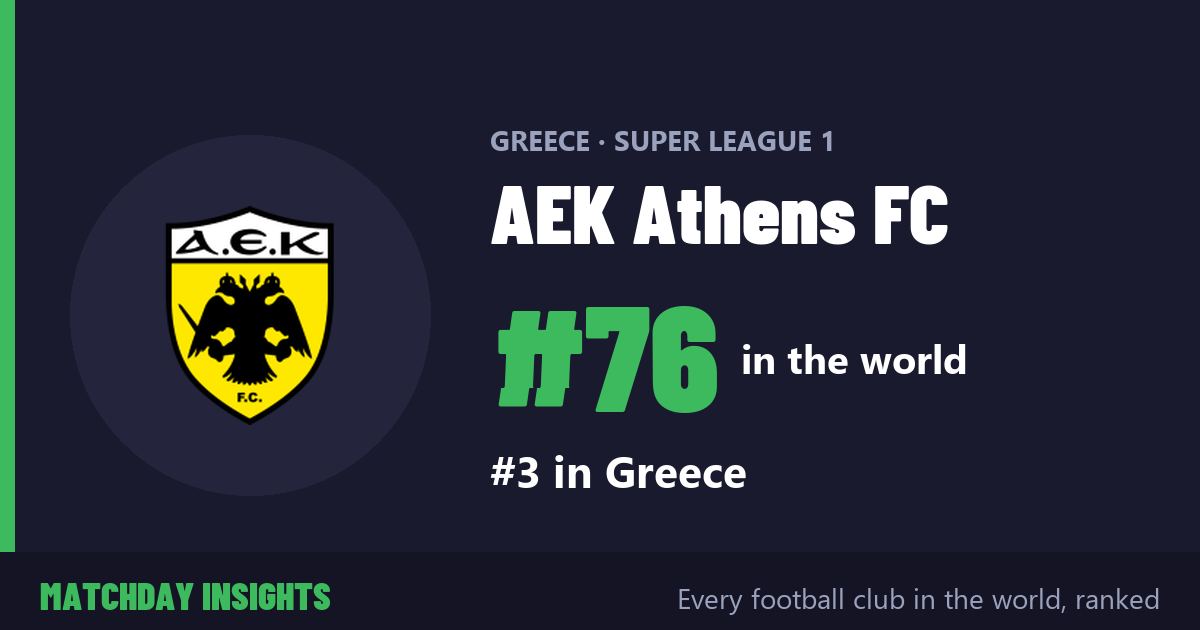 GREECE · SUPER LEAGUE 1
AEK Athens FC
A.E.K
F.C.
#76 in the world
#3 in Greece
MATCHDAY INSIGHTS
Every football club in the world, ranked